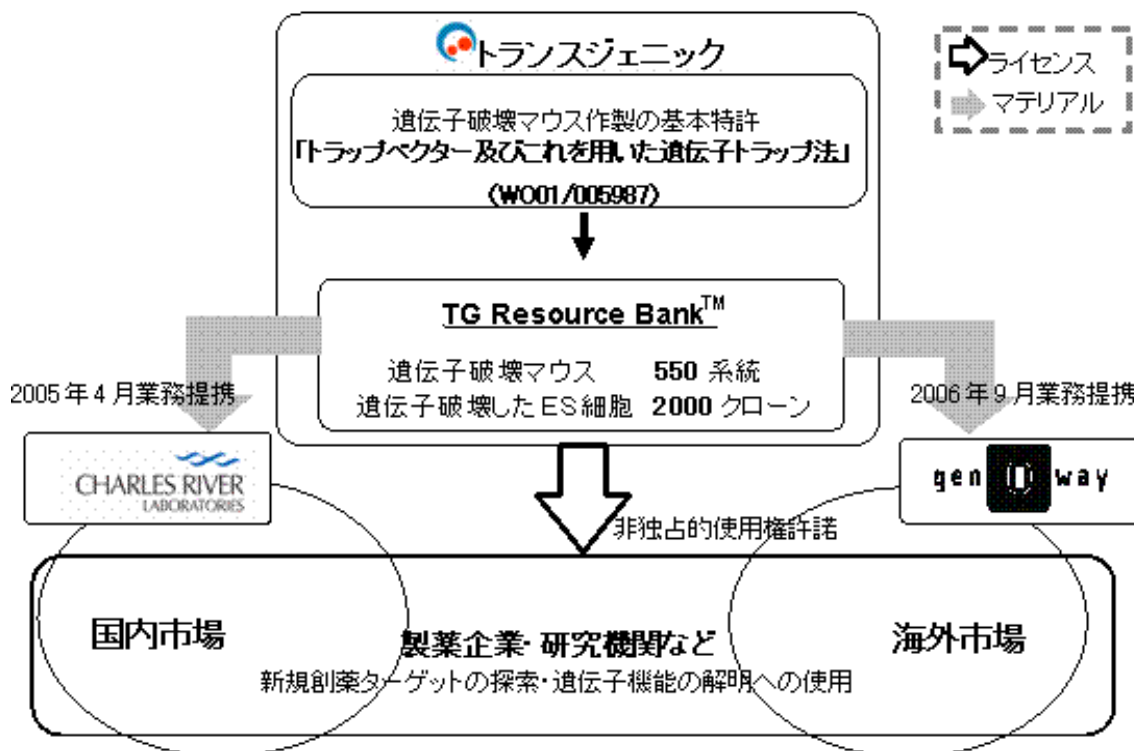 トランスジェニック
ライセンス
マテリアル
遺伝子破壊マウス作製の基本特許
「トラップベクター及びこれを用いた遺伝子トラップ法」
(WO01/005987)
TG Resource Bank™
遺伝子破壊マウス 550 系統
遺伝子破壊したES細胞 2000 クローン
2005年4月業務提携
2006年9月業務提携
CHARLES RIVER
LABORATORIES
gen O way
非独占的使用権許諾
国内市場
製薬企業・研究機関など
海外市場
新規創薬ターゲットの探索・遺伝子機能の解明への使用